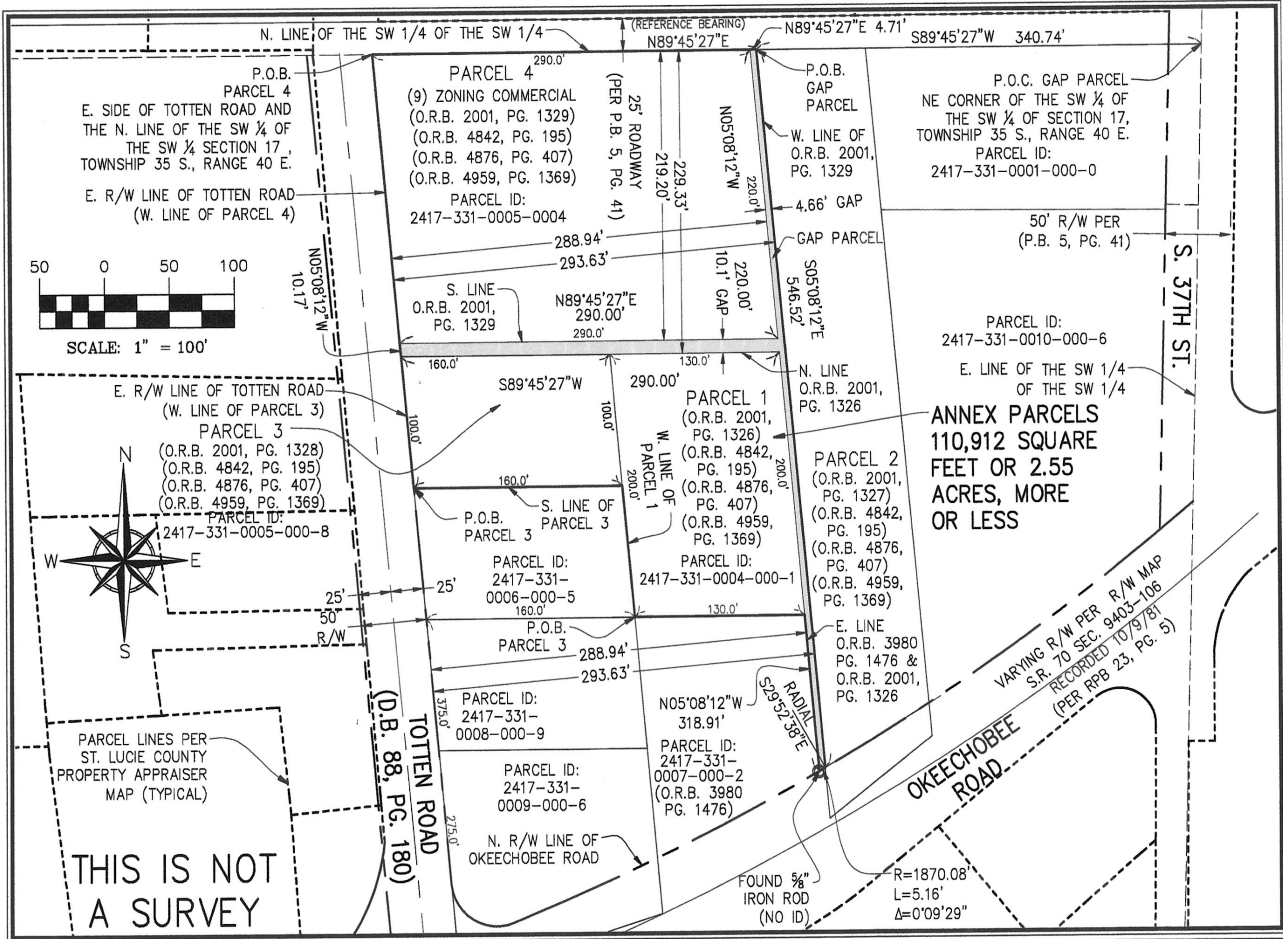 N. LINE OF THE SW 1/4 OF THE SW 1/4
(REFERENCE BEARING)
N89°45'27"E
N89°45'27"E 4.71'
S89°45'27"W 340.74'
290.0'
P.O.B.
PARCEL 4
E. SIDE OF TOTTEN ROAD AND
THE N. LINE OF THE SW ¼ OF
THE SW ¼ SECTION 17 ,
TOWNSHIP 35 S., RANGE 40 E.
E. R/W LINE OF TOTTEN ROAD
(W. LINE OF PARCEL 4)
PARCEL 4
(9) ZONING COMMERCIAL
(O.R.B. 2001, PG. 1329)
(O.R.B. 4842, PG. 195)
(O.R.B. 4876, PG. 407)
(O.R.B. 4959, PG. 1369)
PARCEL ID:
2417-331-0005-0004
25' ROADWAY
(PER P.B. 5, PG. 41)
219.20'
229.33'
N05°08'12"W
220.0'
P.O.B.
GAP
PARCEL
W. LINE OF
O.R.B. 2001,
PG. 1329
4.66' GAP
GAP PARCEL
P.O.C. GAP PARCEL
NE CORNER OF THE SW ¼ OF
THE SW ¼ OF SECTION 17,
TOWNSHIP 35 S., RANGE 40 E.
PARCEL ID:
2417-331-0001-000-0
50' R/W PER
(P.B. 5, PG. 41)
S. 37TH ST.
288.94'
293.63'
50 0 50 100
SCALE: 1" = 100'
N05°08'12"W
10.17'
S. LINE
O.R.B. 2001,
PG. 1329
N89°45'27"E
290.00'
290.0'
220.00'
10.1' GAP
S05°08'12"E
546.52'
160.0'
130.0'
PARCEL ID:
2417-331-0010-000-6
E. LINE OF THE SW 1/4
OF THE SW 1/4
N. LINE
O.R.B. 2001,
PG. 1326
E. R/W LINE OF TOTTEN ROAD
(W. LINE OF PARCEL 3)
PARCEL 3
(O.R.B. 2001, PG. 1328)
(O.R.B. 4842, PG. 195)
(O.R.B. 4876, PG. 407)
(O.R.B. 4959, PG. 1369)
PARCEL ID:
2417-331-0005-000-8
S89°45'27"W
290.00'
100.0'
100.0'
200.0'
W. LINE OF
PARCEL 1
PARCEL 1
(O.R.B. 2001,
PG. 1326)
(O.R.B. 4842,
PG. 195)
(O.R.B. 4876,
PG. 407)
(O.R.B. 4959,
PG. 1369)
PARCEL ID:
2417-331-0004-000-1
200.0'
ANNEX PARCELS
110,912 SQUARE
FEET OR 2.55
ACRES, MORE
OR LESS
PARCEL 2
(O.R.B. 2001,
PG. 1327)
(O.R.B. 4842,
PG. 195)
(O.R.B. 4876,
PG. 407)
(O.R.B. 4959,
PG. 1369)
160.0'
S. LINE OF
PARCEL 3
P.O.B.
PARCEL 3
PARCEL ID:
2417-331-
0006-000-5
N
W E
S
25'
25'
50'
R/W
160.0'
130.0'
P.O.B.
PARCEL 3
288.94'
293.63'
E. LINE
O.R.B. 3980
PG. 1476 &
O.R.B. 2001,
PG. 1326
VARYING R/W PER R/W MAP
S.R. 70 SEC. 9403-106
RECORDED 10/9/81
(PER RPB 23, PG. 5)
PARCEL ID:
2417-331-
0008-000-9
375.0'
N05°08'12"W
318.91'
RADIAL
S29°52'38"E
PARCEL ID:
2417-331-
0007-000-2
(O.R.B. 3980
PG. 1476)
PARCEL LINES PER
ST. LUCIE COUNTY
PROPERTY APPRAISER
MAP (TYPICAL)
TOTTEN ROAD
(D.B. 88, PG. 180)
PARCEL ID:
2417-331-
0009-000-6
275.0'
N. R/W LINE OF
OKEECHOBEE ROAD
OKEECHOBEE
ROAD
THIS IS NOT
A SURVEY
FOUND ⅝"
IRON ROD
(NO ID)
R=1870.08'
L=5.16'
Δ=0°09'29"